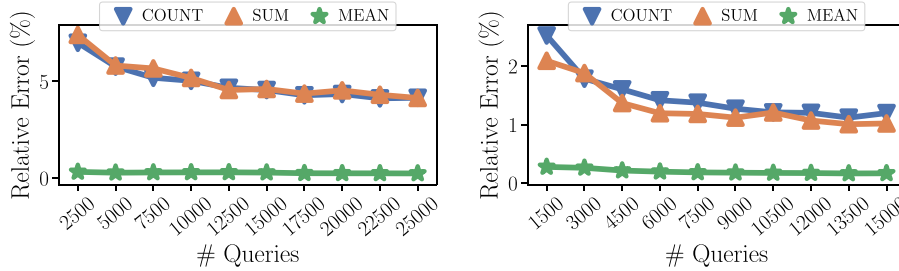 COUNT SUM MEAN
Relative Error (%)
5
0
2500 5000 7500 10000 12500 15000 17500 20000 22500 25000
# Queries
COUNT SUM MEAN
Relative Error (%)
2
1
0
1500 3000 4500 6000 7500 9000 10500 12000 13500 15000
# Queries